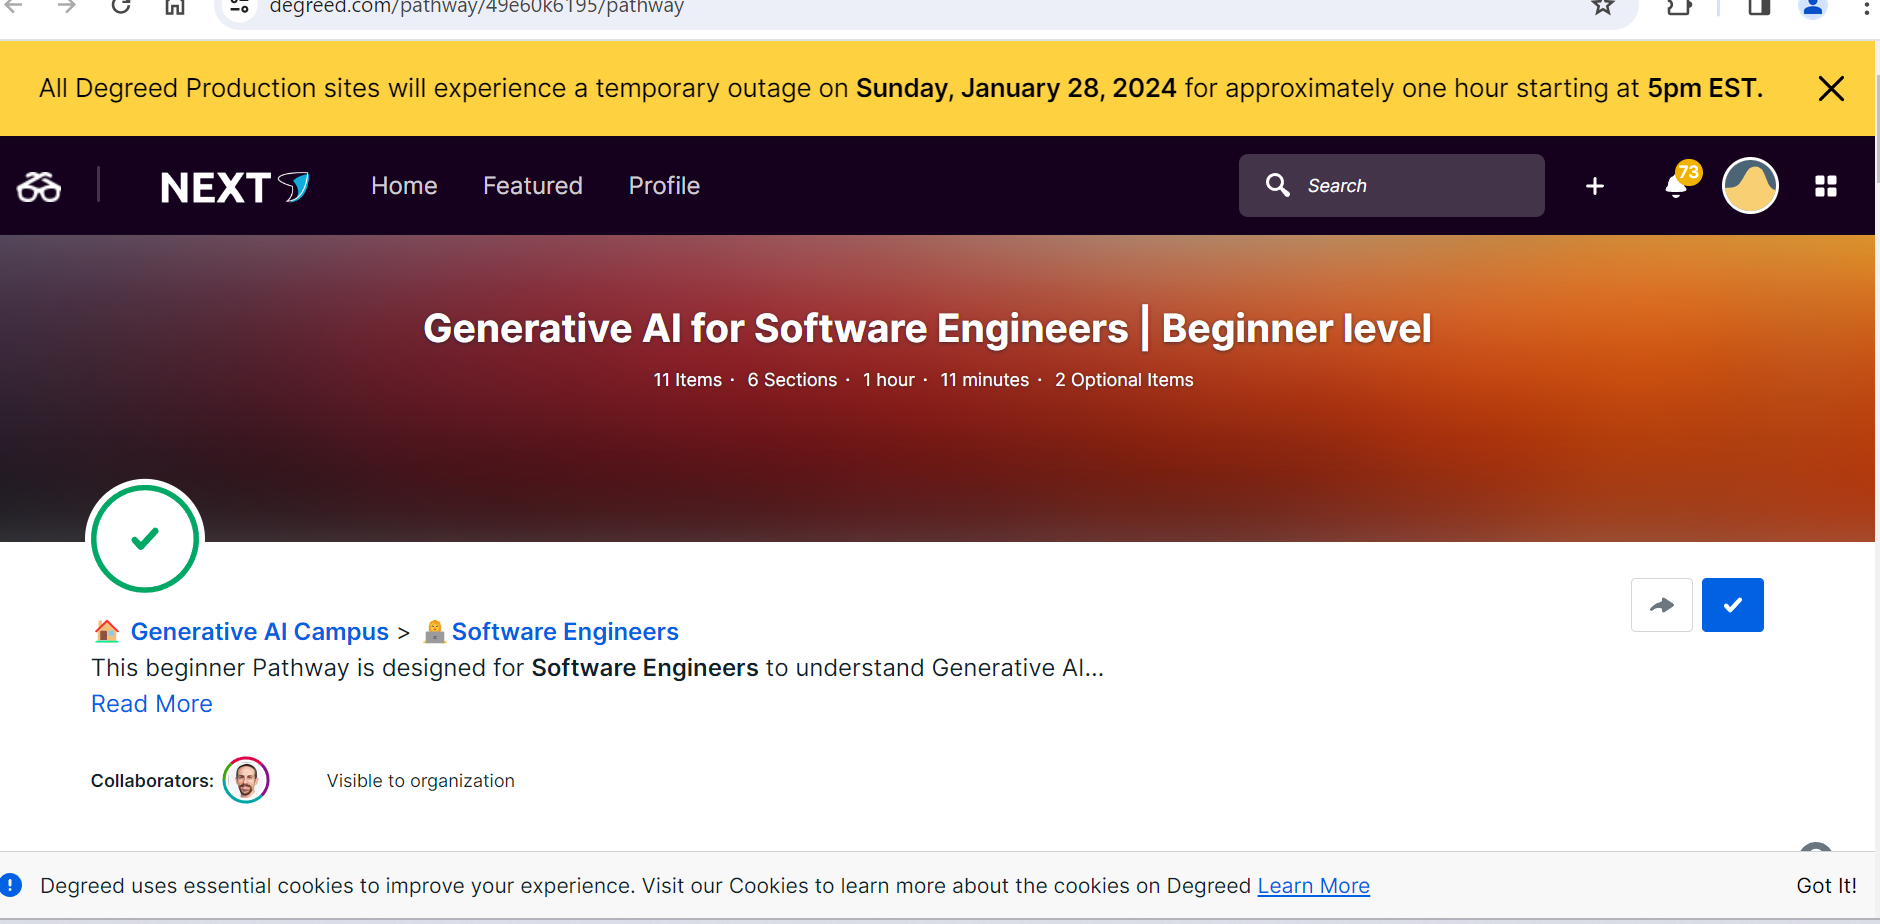 degreed.com/pathway/49e60k6195/pathway
All Degreed Production sites will experience a temporary outage on Sunday, January 28, 2024 for approximately one hour starting at 5pm EST.
NEXT Home Featured Profile Search 73
Generative AI for Software Engineers | Beginner level
11 Items · 6 Sections · 1 hour · 11 minutes · 2 Optional Items
Generative AI Campus > Software Engineers
This beginner Pathway is designed for Software Engineers to understand Generative AI...
Read More
Collaborators: Visible to organization
Degreed uses essential cookies to improve your experience. Visit our Cookies to learn more about the cookies on Degreed Learn More Got It!